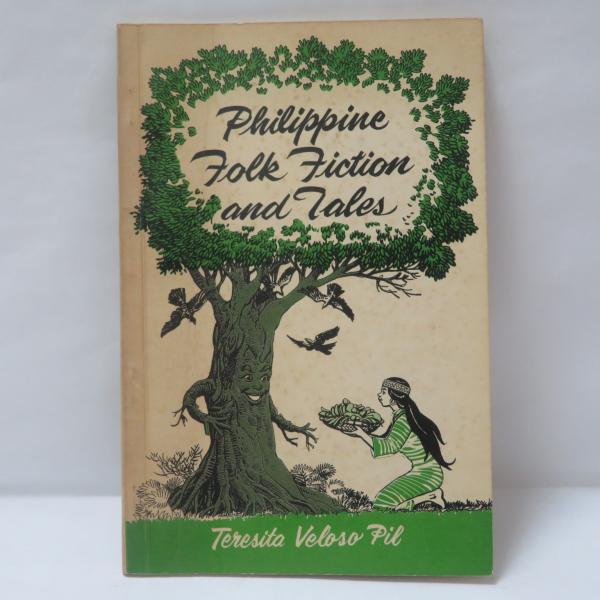 Philippine
Folk Fiction
and Tales
Teresita Veloso Pil